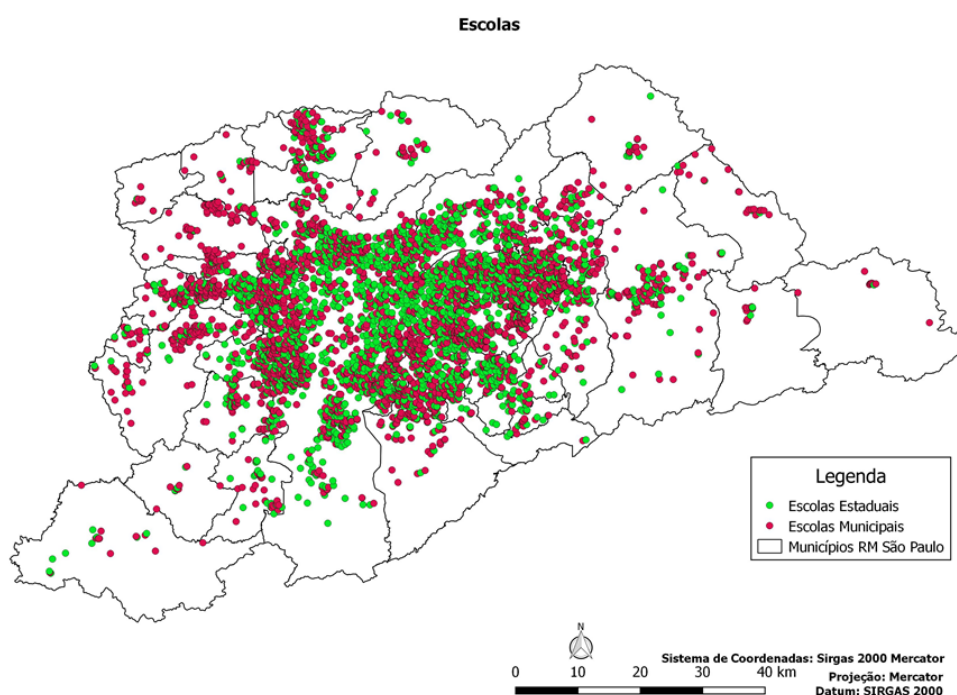 Escolas
Legenda
Escolas Estaduais
Escolas Municipais
Municípios RM São Paulo
N
0 10 20 30 40 km
Sistema de Coordenadas: Sirgas 2000 Mercator
Projeção: Mercator
Datum: SIRGAS 2000